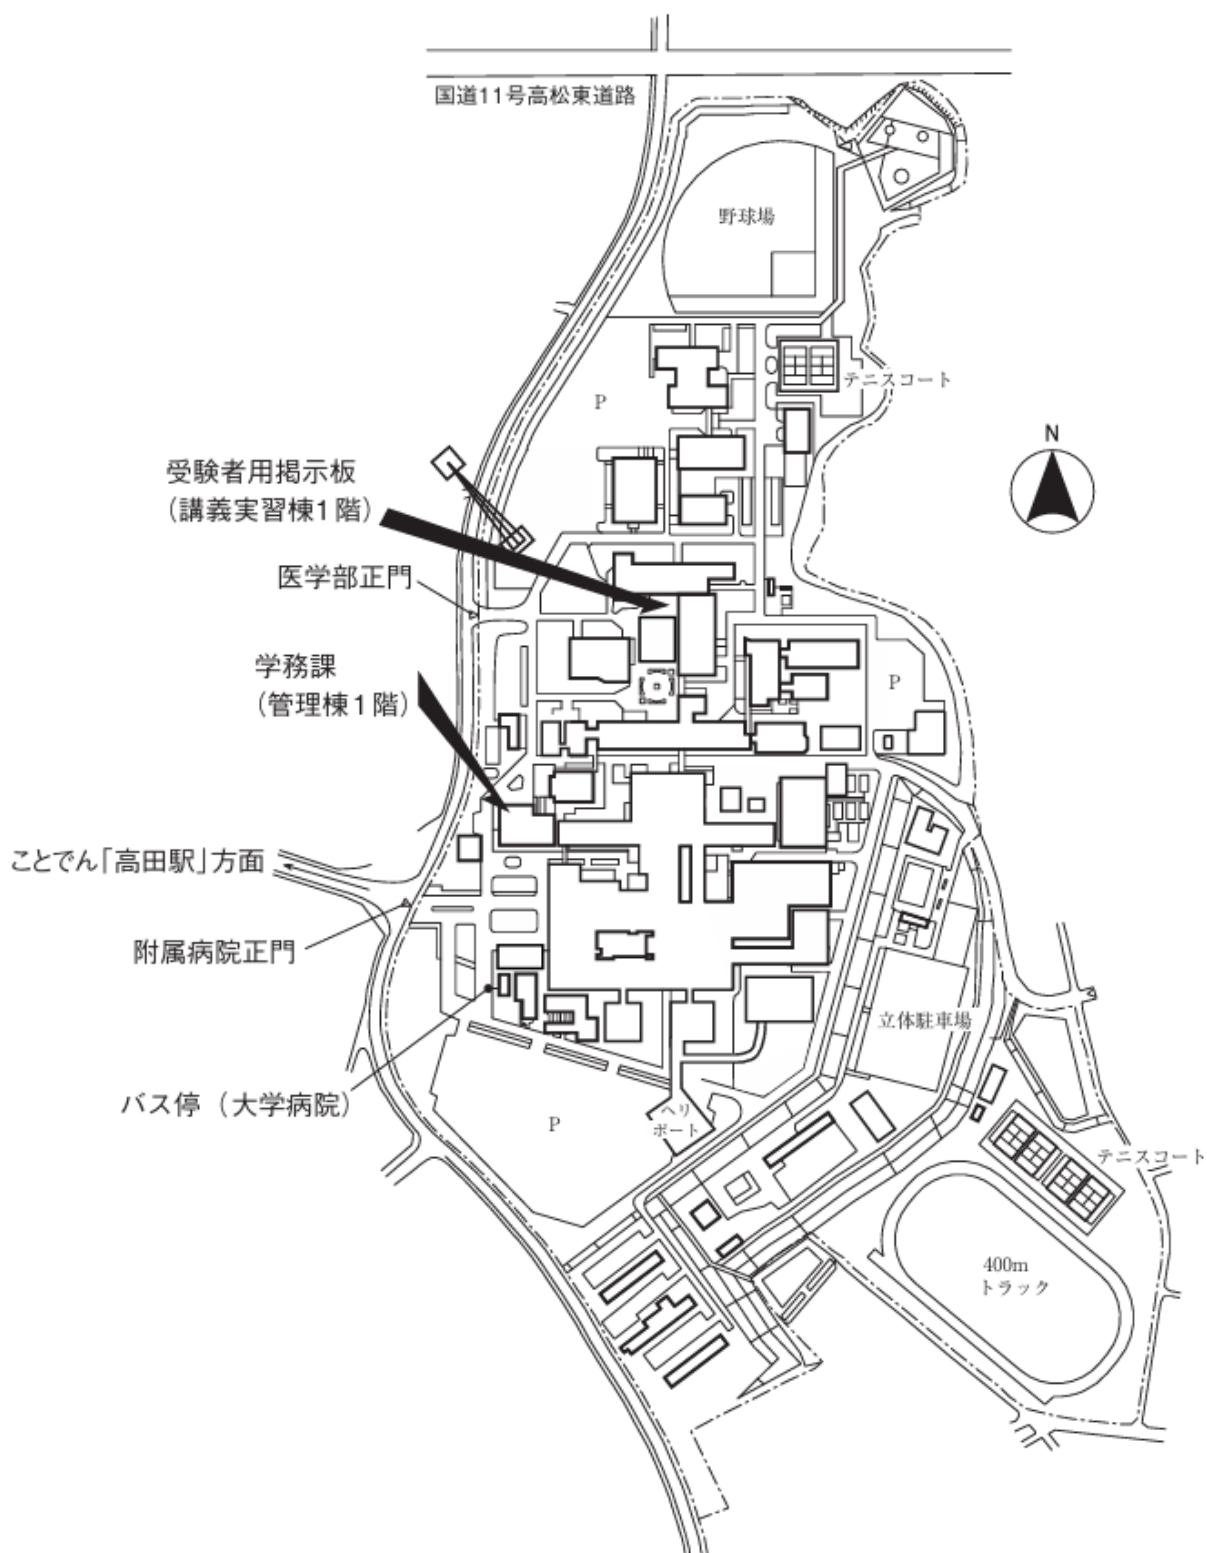 国道11号高松東道路
野球場
テニスコート
P
N
受験者用掲示板
（講義実習棟1階）
医学部正門
学務課
（管理棟1階）
P
ことでん「高田駅」方面
附属病院正門
立体駐車場
バス停（大学病院）
P
ヘリ
ポート
テニスコート
400m
トラック